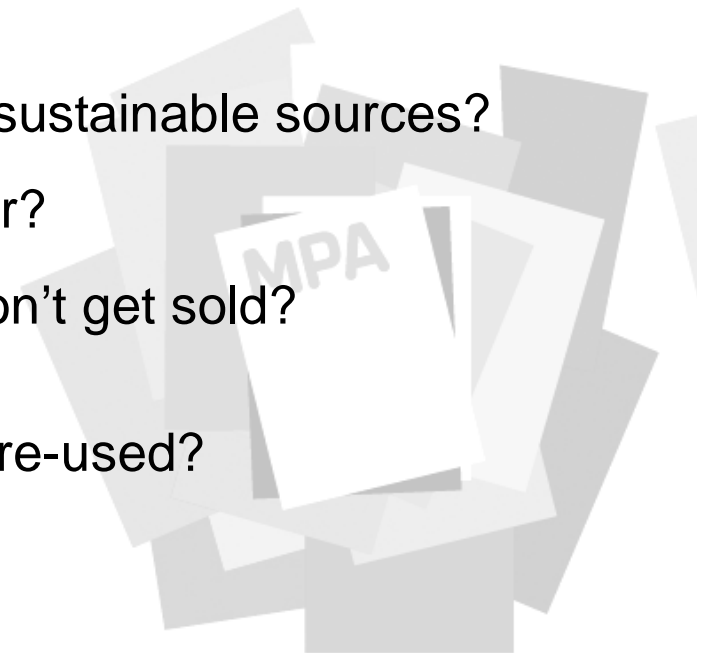 sustainable sources?
r?
MPA
on't get sold?
re-used?